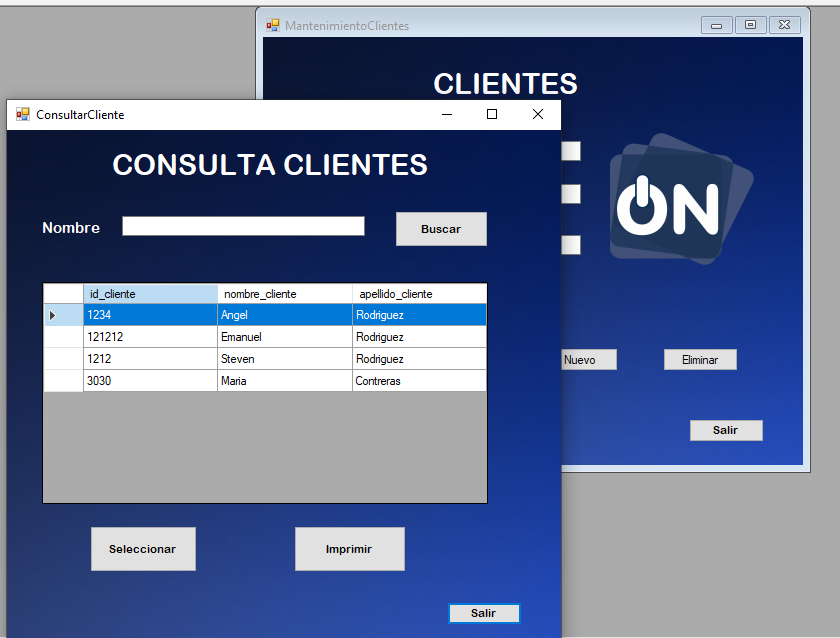 MantenimientoClientes
CLIENTES
ON
Nuevo
Eliminar
Salir
ConsultarCliente
CONSULTA CLIENTES
Nombre
Buscar
id_cliente nombre_cliente apellido_cliente
1234 Angel Rodriguez
121212 Emanuel Rodriguez
1212 Steven Rodriguez
3030 Maria Contreras
Seleccionar Imprimir
Salir